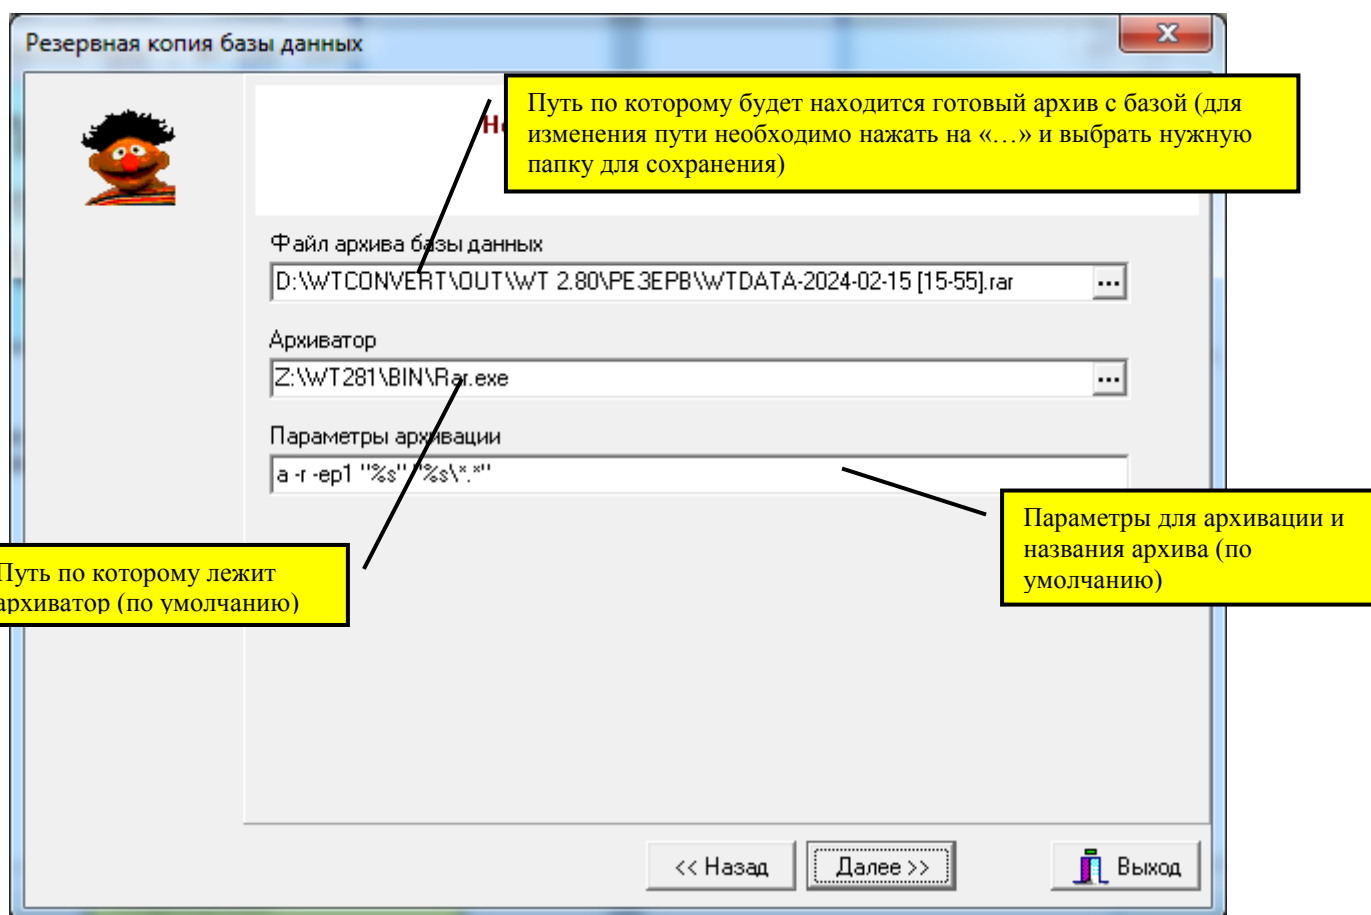 Резервная копия базы данных
Путь по которому будет находится готовый архив с базой (для
изменения пути необходимо нажать на «…» и выбрать нужную
папку для сохранения)
Файл архива базы данных
D:\WTCONVERT\OUT\WT 2.80\РЕЗЕРВ\WTDATA-2024-02-15 [15-55].rar
...
Архиватор
Z:\WT281\BIN\Rar.exe
...
Параметры архивации
a -r -ep1 "%s" "%s\*.*"
Параметры для архивации и
названия архива (по
умолчанию)
Путь по которому лежит
архиватор (по умолчанию)
<< Назад
Далее >>
Выход